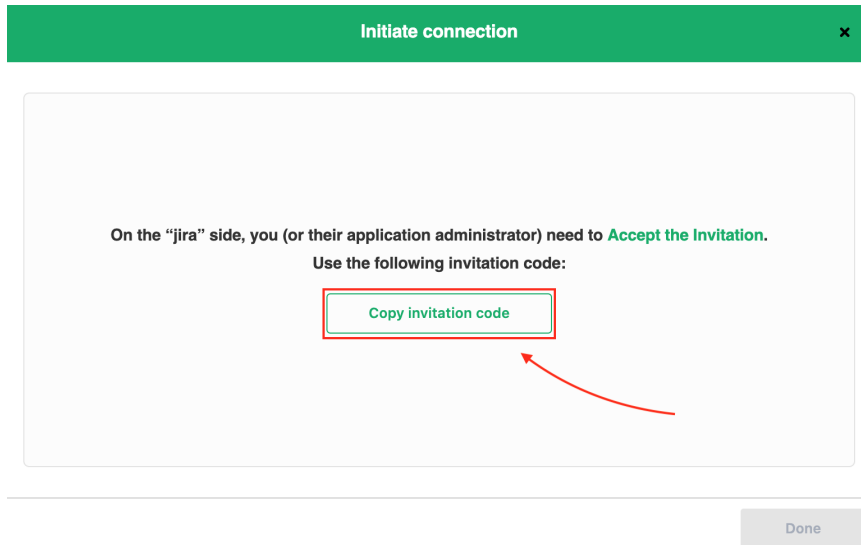 Initiate connection
×
On the “jira” side, you (or their application administrator) need to Accept the Invitation.
Use the following invitation code:
Copy invitation code
Done